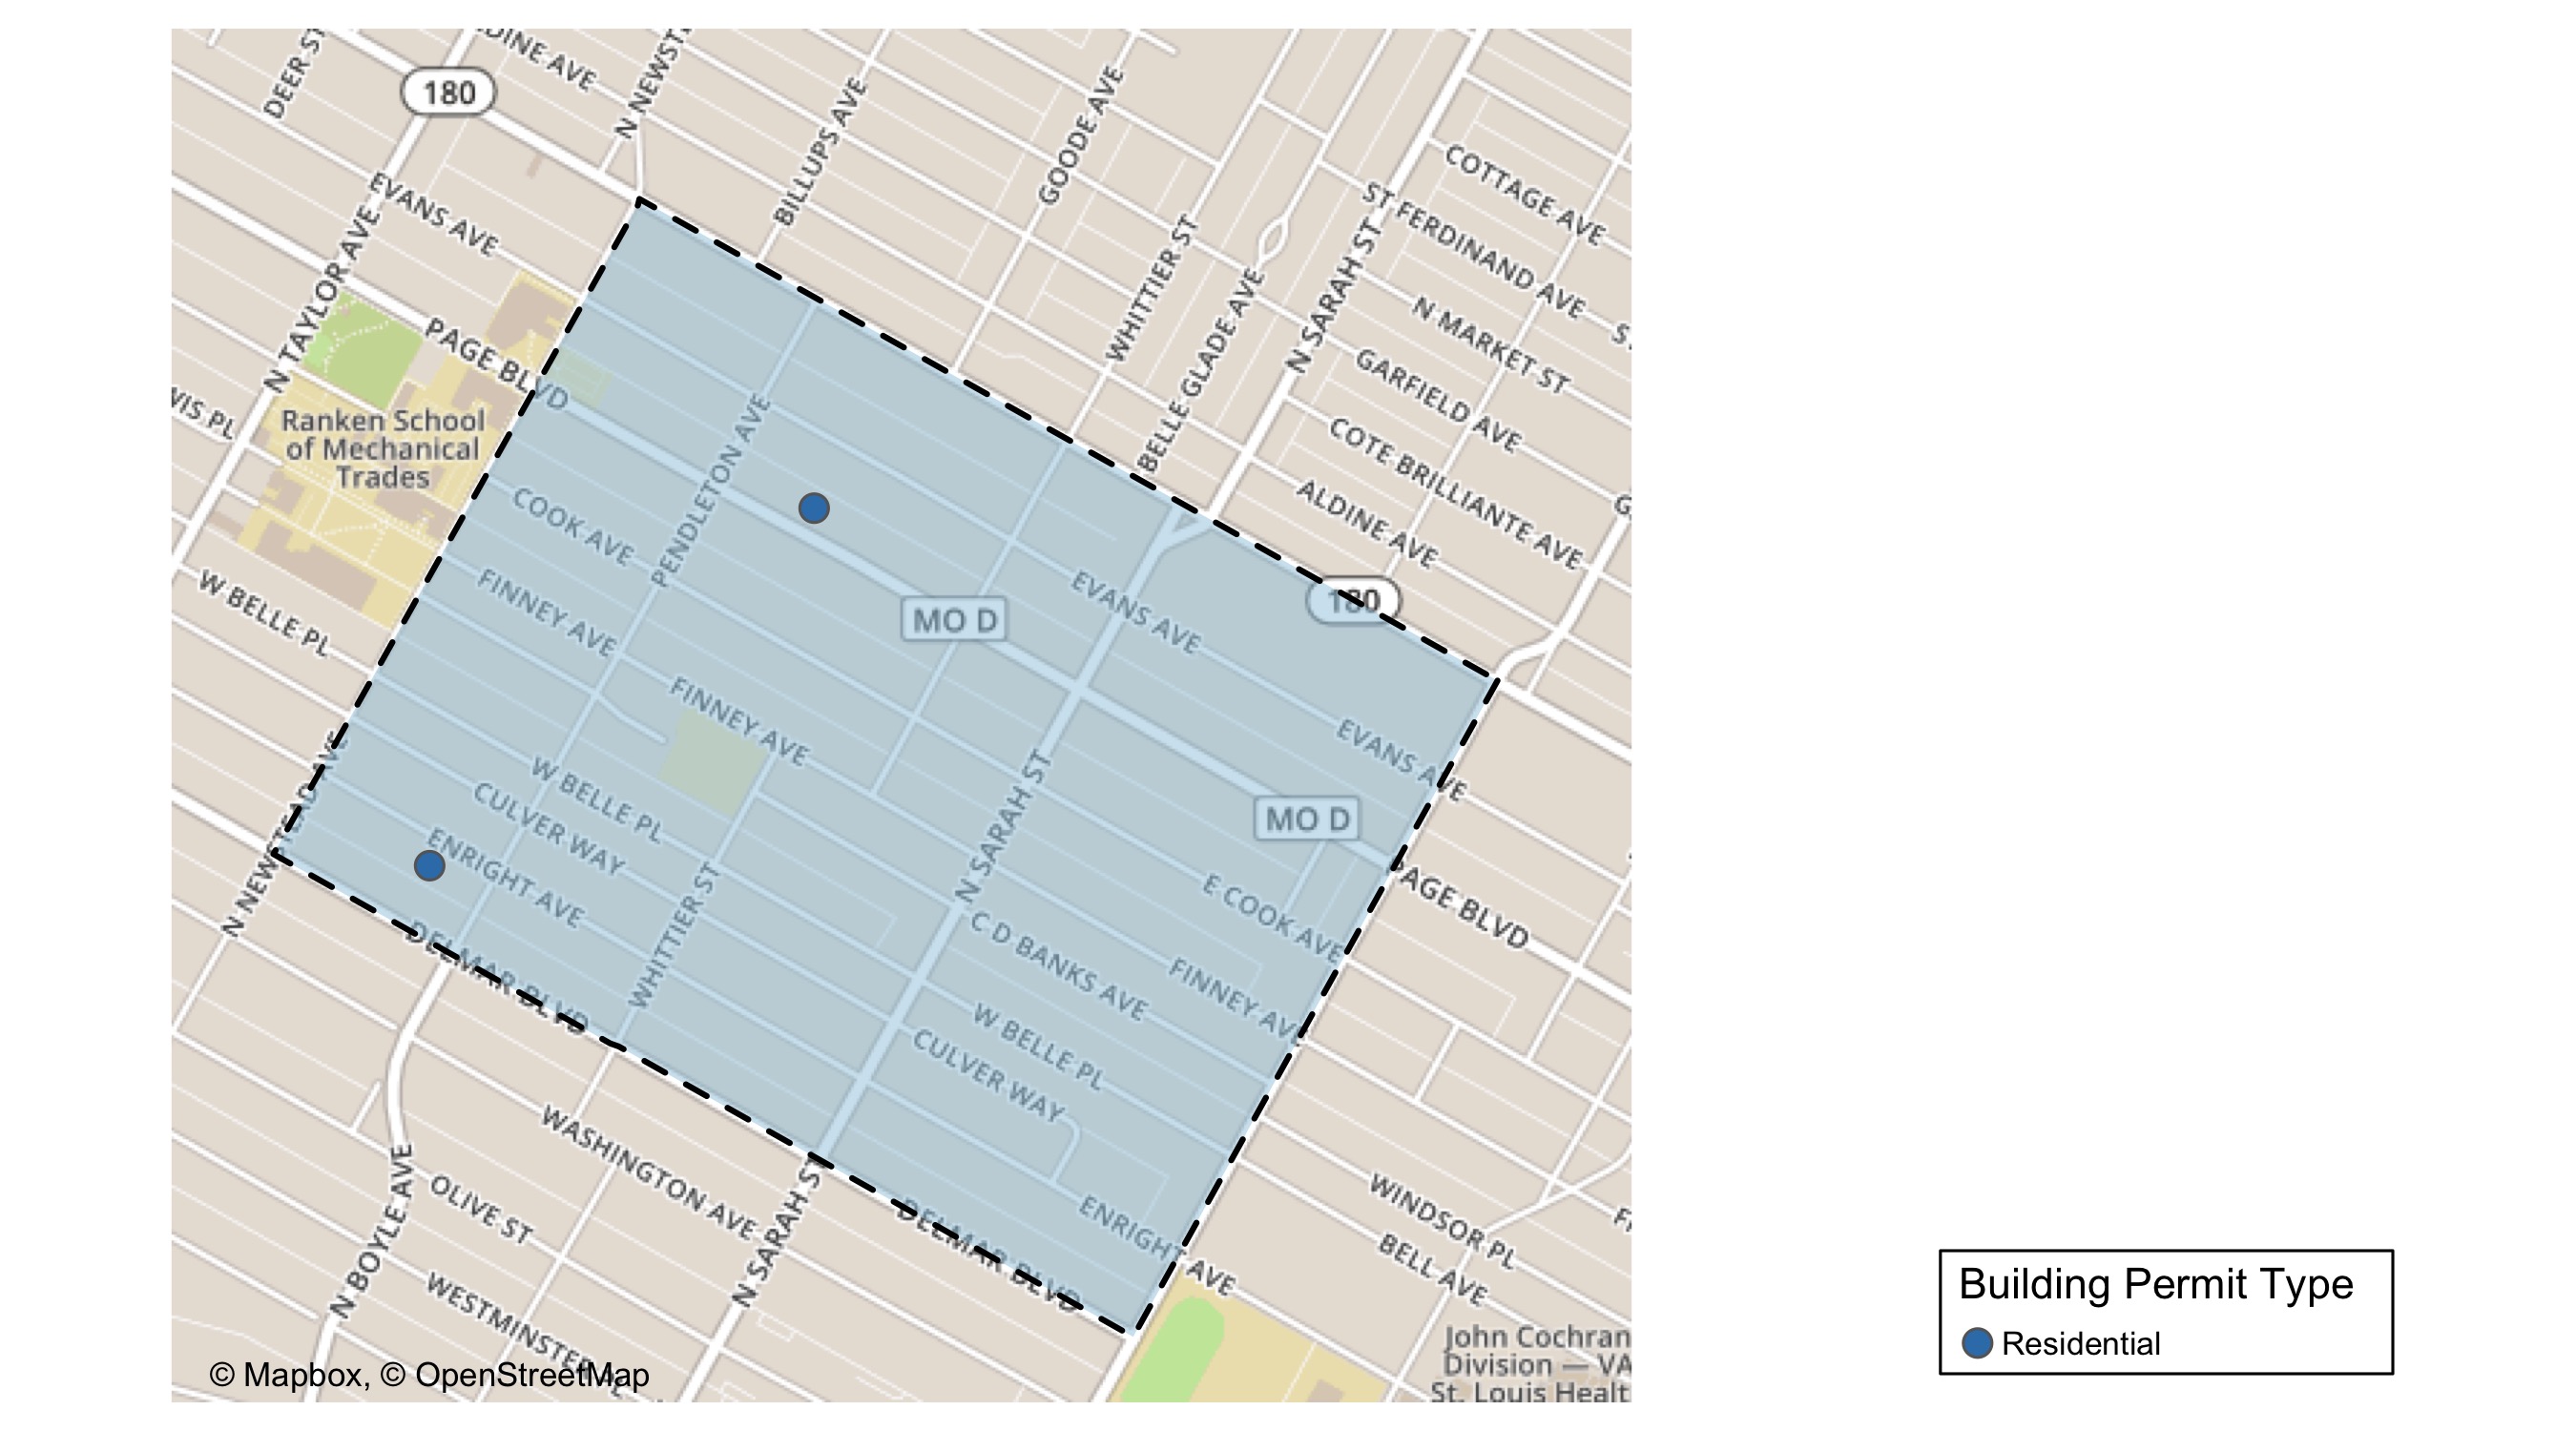 DEER ST
180
DINE AVE
N NEWST
BILLUPS AVE
GOODE AVE
COTTAGE AVE
ST FERDINAND AVE
EVANS AVE
N TAYLOR AVE
WHITTIER ST
BELLE GLADE AVE
N SARAH ST
N MARKET ST
S
GARFIELD AVE
PAGE BLVD
VIS PL
Ranken School
of Mechanical
Trades
PENDLETON AVE
COTE BRILLIANTE AVE
G
ALDINE AVE
COOK AVE
W BELLE PL
FINNEY AVE
MO D
EVANS AVE
180
FINNEY AVE
EVANS AVE
N NEWSTEAD AVE
W BELLE PL
CULVER WAY
N SARAH ST
MO D
ENRIGHT AVE
WHITTIER ST
E COOK AVE
PAGE BLVD
DELMAR BLVD
C D BANKS AVE
FINNEY AVE
W BELLE PL
CULVER WAY
WASHINGTON AVE
N BOYLE AVE
OLIVE ST
N SARAH ST
DELMAR BLVD
ENRIGHT AVE
WINDSOR PL
BELL AVE
WESTMINSTER PL
John Cochran
Division — VA
St. Louis Healt
© Mapbox, © OpenStreetMap
Building Permit Type
Residential